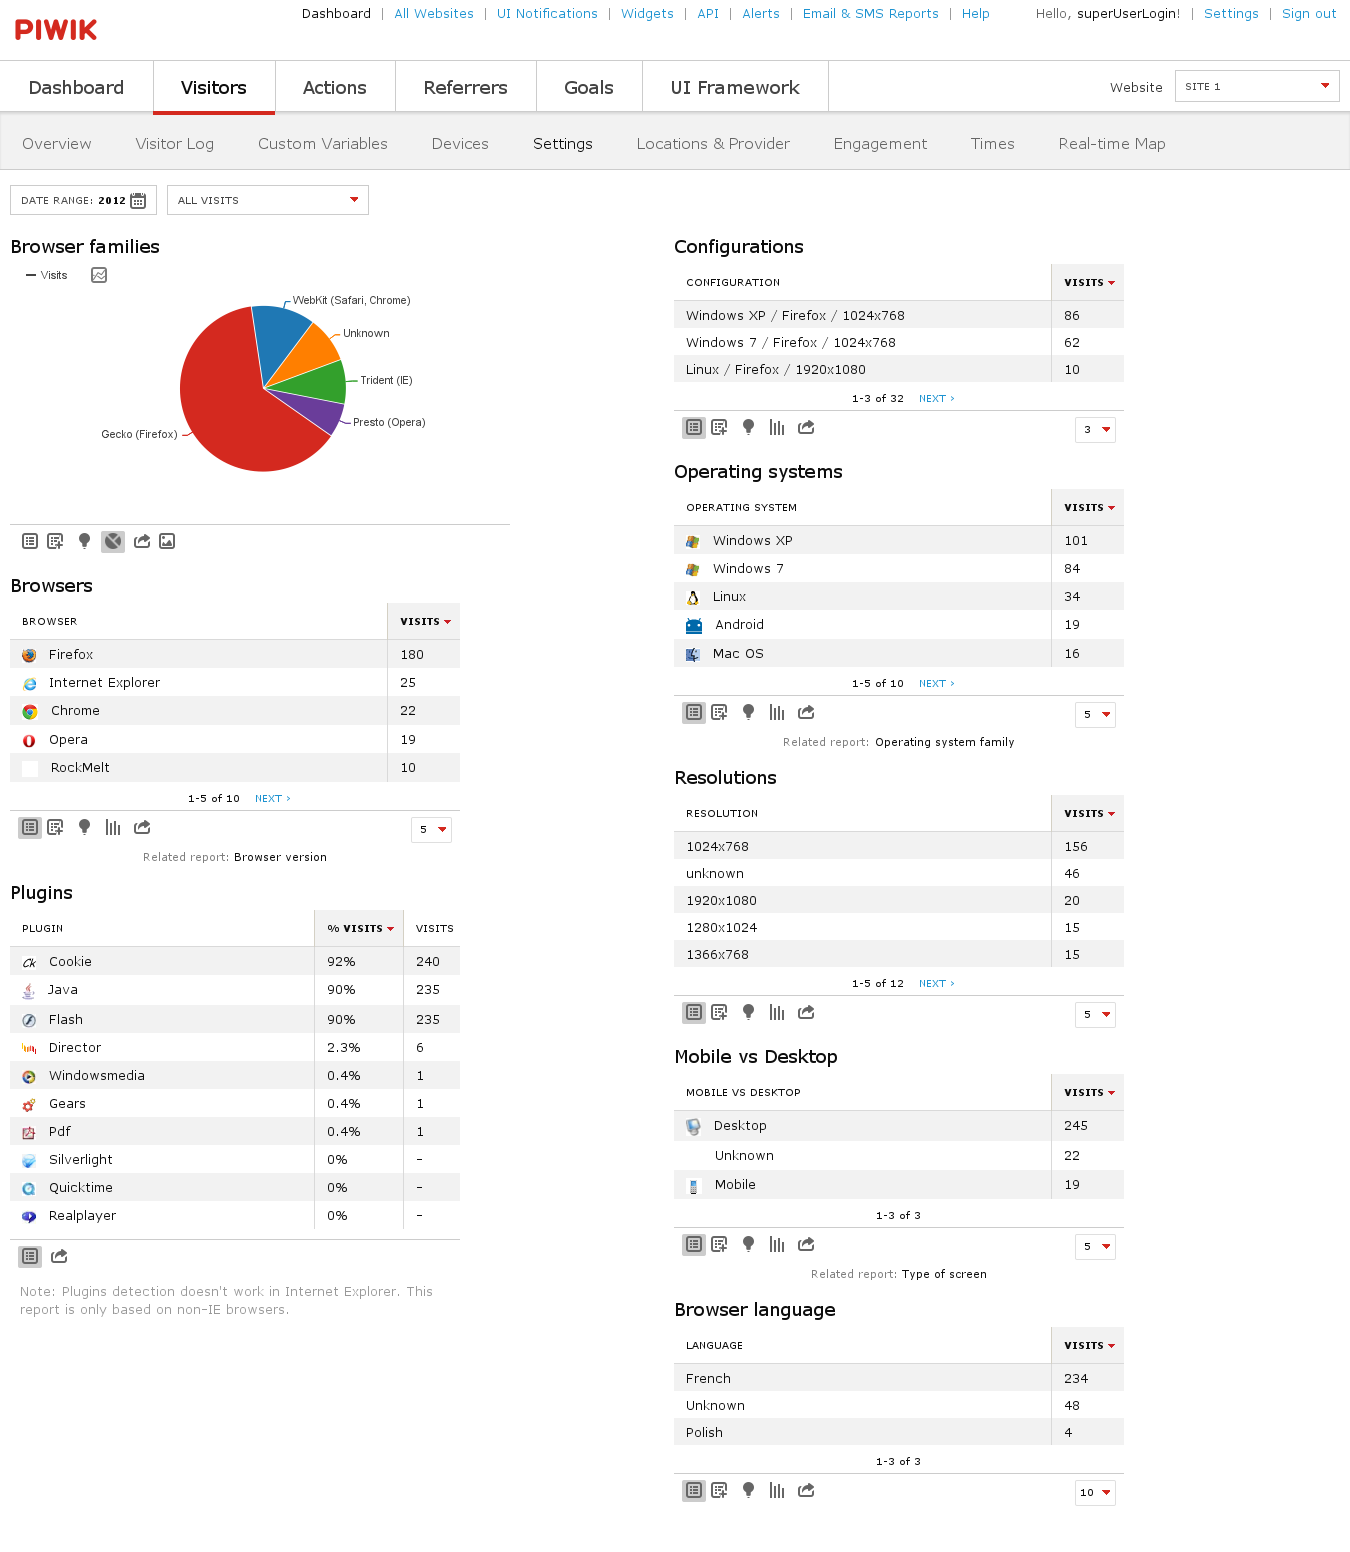 PIWIK
Dashboard | All Websites | UI Notifications | Widgets | API | Alerts | Email & SMS Reports | Help
Hello, superUserLogin! | Settings | Sign out
Dashboard Visitors Actions Referrers Goals UI Framework
Website SITE 1
Overview Visitor Log Custom Variables Devices Settings Locations & Provider Engagement Times Real-time Map
DATE RANGE: 2012
ALL VISITS
Browser families
Visits
WebKit (Safari, Chrome)
Unknown
Trident (IE)
Presto (Opera)
Gecko (Firefox)
Browsers
BROWSER VISITS
Firefox 180
Internet Explorer 25
Chrome 22
Opera 19
RockMelt 10
1-5 of 10 NEXT ›
5
Related report: Browser version
Plugins
PLUGIN % VISITS VISITS
Ck Cookie 92% 240
Java 90% 235
Flash 90% 235
Director 2.3% 6
Windowsmedia 0.4% 1
Gears 0.4% 1
Pdf 0.4% 1
Silverlight 0% -
Quicktime 0% -
Realplayer 0% -
Note: Plugins detection doesn't work in Internet Explorer. This
report is only based on non-IE browsers.
Configurations
CONFIGURATION VISITS
Windows XP / Firefox / 1024x768 86
Windows 7 / Firefox / 1024x768 62
Linux / Firefox / 1920x1080 10
1-3 of 32 NEXT ›
3
Operating systems
OPERATING SYSTEM VISITS
Windows XP 101
Windows 7 84
Linux 34
Android 19
Mac OS 16
1-5 of 10 NEXT ›
5
Related report: Operating system family
Resolutions
RESOLUTION VISITS
1024x768 156
unknown 46
1920x1080 20
1280x1024 15
1366x768 15
1-5 of 12 NEXT ›
5
Mobile vs Desktop
MOBILE VS DESKTOP VISITS
Desktop 245
Unknown 22
Mobile 19
1-3 of 3
5
Related report: Type of screen
Browser language
LANGUAGE VISITS
French 234
Unknown 48
Polish 4
1-3 of 3
10